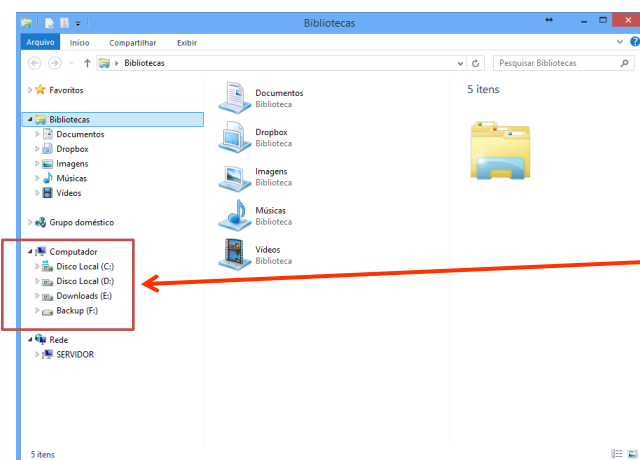 Bibliotecas
Arquivo Início Compartilhar Exibir
Bibliotecas Pesquisar Bibliotecas
Favoritos
Bibliotecas
Documentos
Dropbox
Imagens
Músicas
Vídeos
Grupo doméstico
Computador
Disco Local (C:)
Disco Local (D:)
Downloads (E:)
Backup (F:)
Rede
SERVIDOR
Documentos
Biblioteca
Dropbox
Biblioteca
Imagens
Biblioteca
Músicas
Biblioteca
Vídeos
Biblioteca
5 itens
5 itens